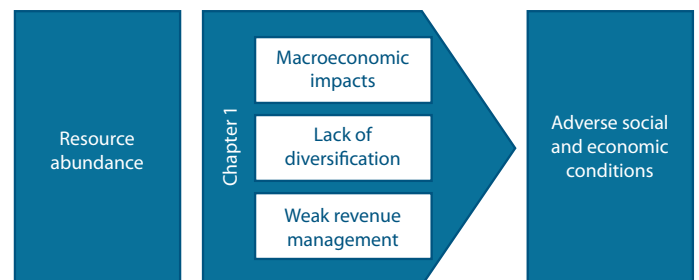 Resource
abundance
Chapter 1
Macroeconomic
impacts
Lack of
diversification
Weak revenue
management
Adverse social
and economic
conditions